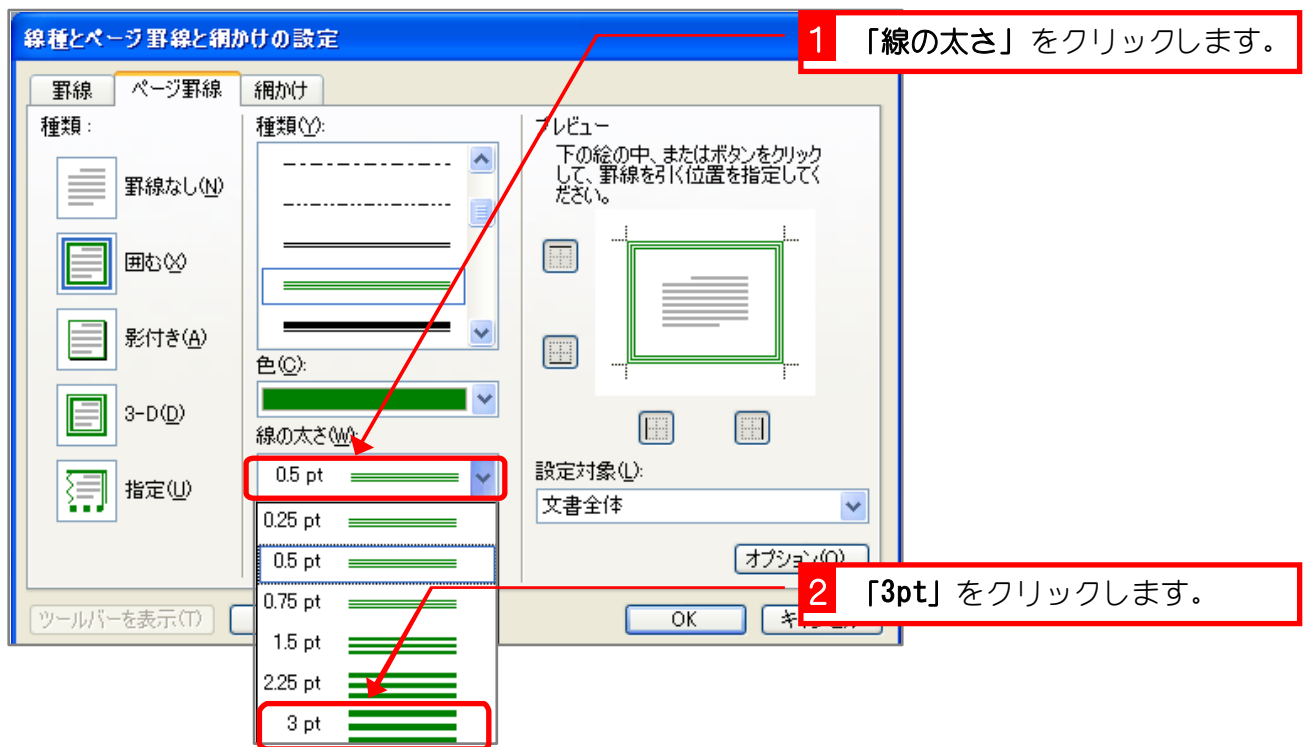 線種とページ罫線と網かけの設定
1 「線の太さ」をクリックします。
罫線 ページ罫線 網かけ
種類:
罫線なし(N)
囲む(X)
影付き(A)
3-D(D)
指定(U)
種類(Y):
色(C):
線の太さ(W):
0.5 pt
0.25 pt
0.5 pt
0.75 pt
1.5 pt
2.25 pt
3 pt
プレビュー
下の絵の中、またはボタンをクリック
して、罫線を引く位置を指定してく
ださい。
設定対象(L):
文書全体
オプション(O)...
2 「3pt」をクリックします。
ツールバーを表示(T)
OK